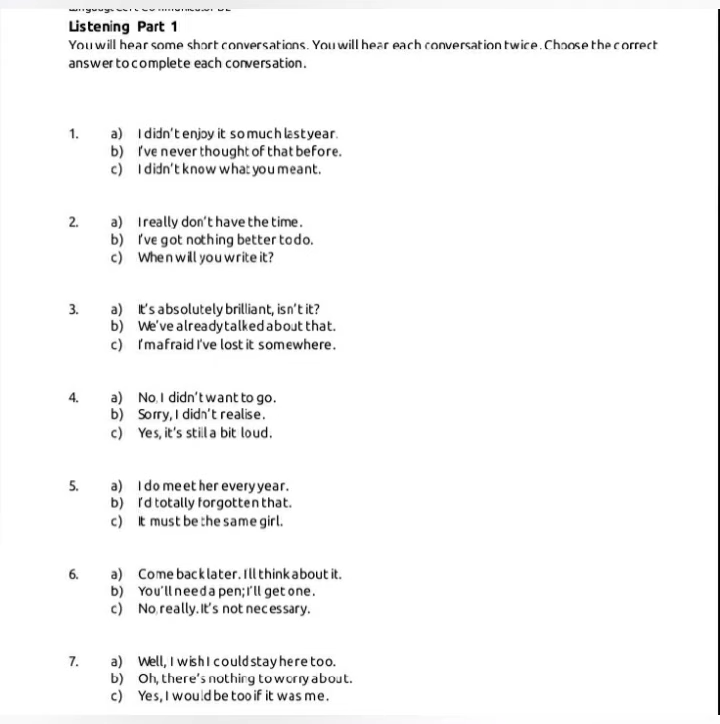 Listening Part 1
You will hear some short conversations. You will hear each conversation twice. Choose the correct
answer to complete each conversation.
1. a) I didn't enjoy it so much last year.
b) I've never thought of that before.
c) I didn't know what you meant.
2. a) I really don't have the time.
b) I've got nothing better to do.
c) When will you write it?
3. a) It's absolutely brilliant, isn't it?
b) We've already talked about that.
c) I'm afraid I've lost it somewhere.
4. a) No, I didn't want to go.
b) Sorry, I didn't realise.
c) Yes, it's still a bit loud.
5. a) I do meet her every year.
b) I'd totally forgotten that.
c) It must be the same girl.
6. a) Come back later. I'll think about it.
b) You'll need a pen; I'll get one.
c) No, really. It's not necessary.
7. a) Well, I wish I could stay here too.
b) Oh, there's nothing to worry about.
c) Yes, I would be too if it was me.